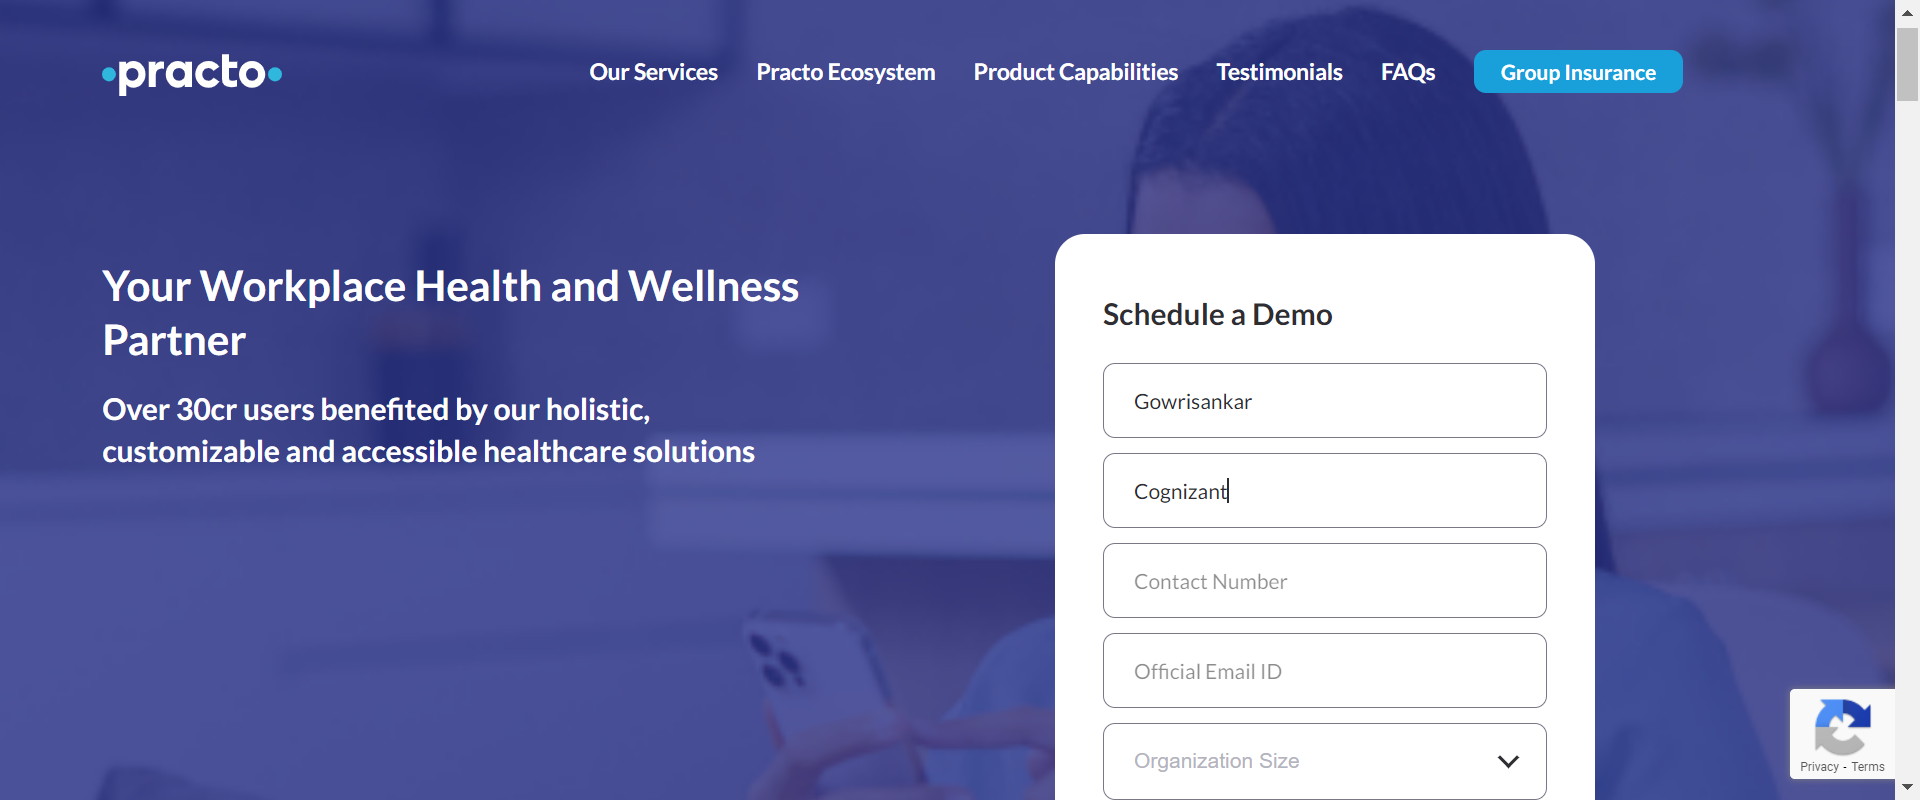 practo
Our Services
Practo Ecosystem
Product Capabilities
Testimonials
FAQs
Group Insurance
Your Workplace Health and Wellness
Partner
Over 30cr users benefited by our holistic,
customizable and accessible healthcare solutions
Schedule a Demo
Gowrisankar
Cognizant
Contact Number
Official Email ID
Organization Size
Privacy - Terms